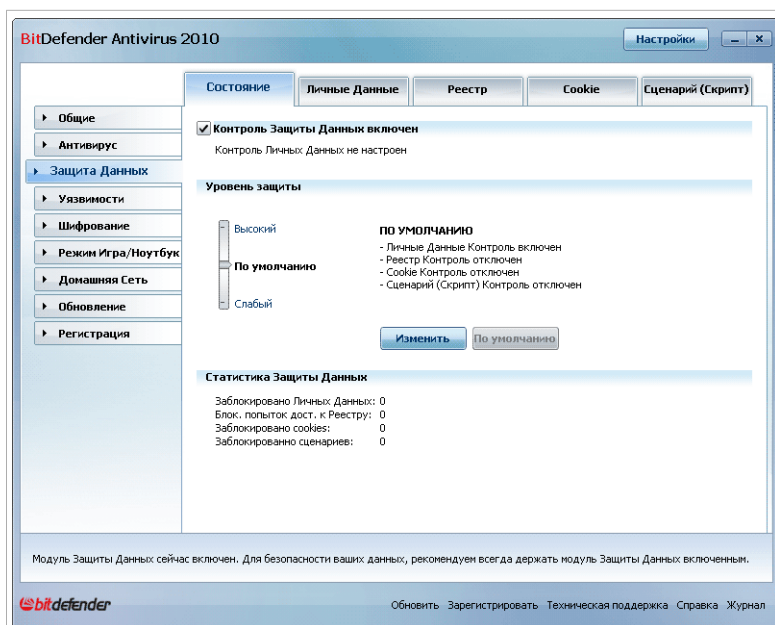 BitDefender Antivirus 2010
Настройки
Состояние
Личные Данные
Реестр
Cookie
Сценарий (Скрипт)
Общие
Антивирус
Защита Данных
Уязвимости
Шифрование
Режим Игра/Ноутбук
Домашняя Сеть
Обновление
Регистрация
Контроль Защиты Данных включен
Контроль Личных Данных не настроен
Уровень защиты
Высокий
По умолчанию
Слабый
ПО УМОЛЧАНИЮ
- Личные Данные Контроль включен
- Реестр Контроль отключен
- Cookie Контроль отключен
- Сценарий (Скрипт) Контроль отключен
Изменить
По умолчанию
Статистика Защиты Данных
Заблокировано Личных Данных: 0
Блок. попыток дост. к Реестру: 0
Заблокировано cookies: 0
Заблокированно сценариев: 0
Модуль Защиты Данных сейчас включен. Для безопасности ваших данных, рекомендуем всегда держать модуль Защиты Данных включенным.
bitdefender
Обновить Зарегистрировать Техническая поддержка Справка Журнал